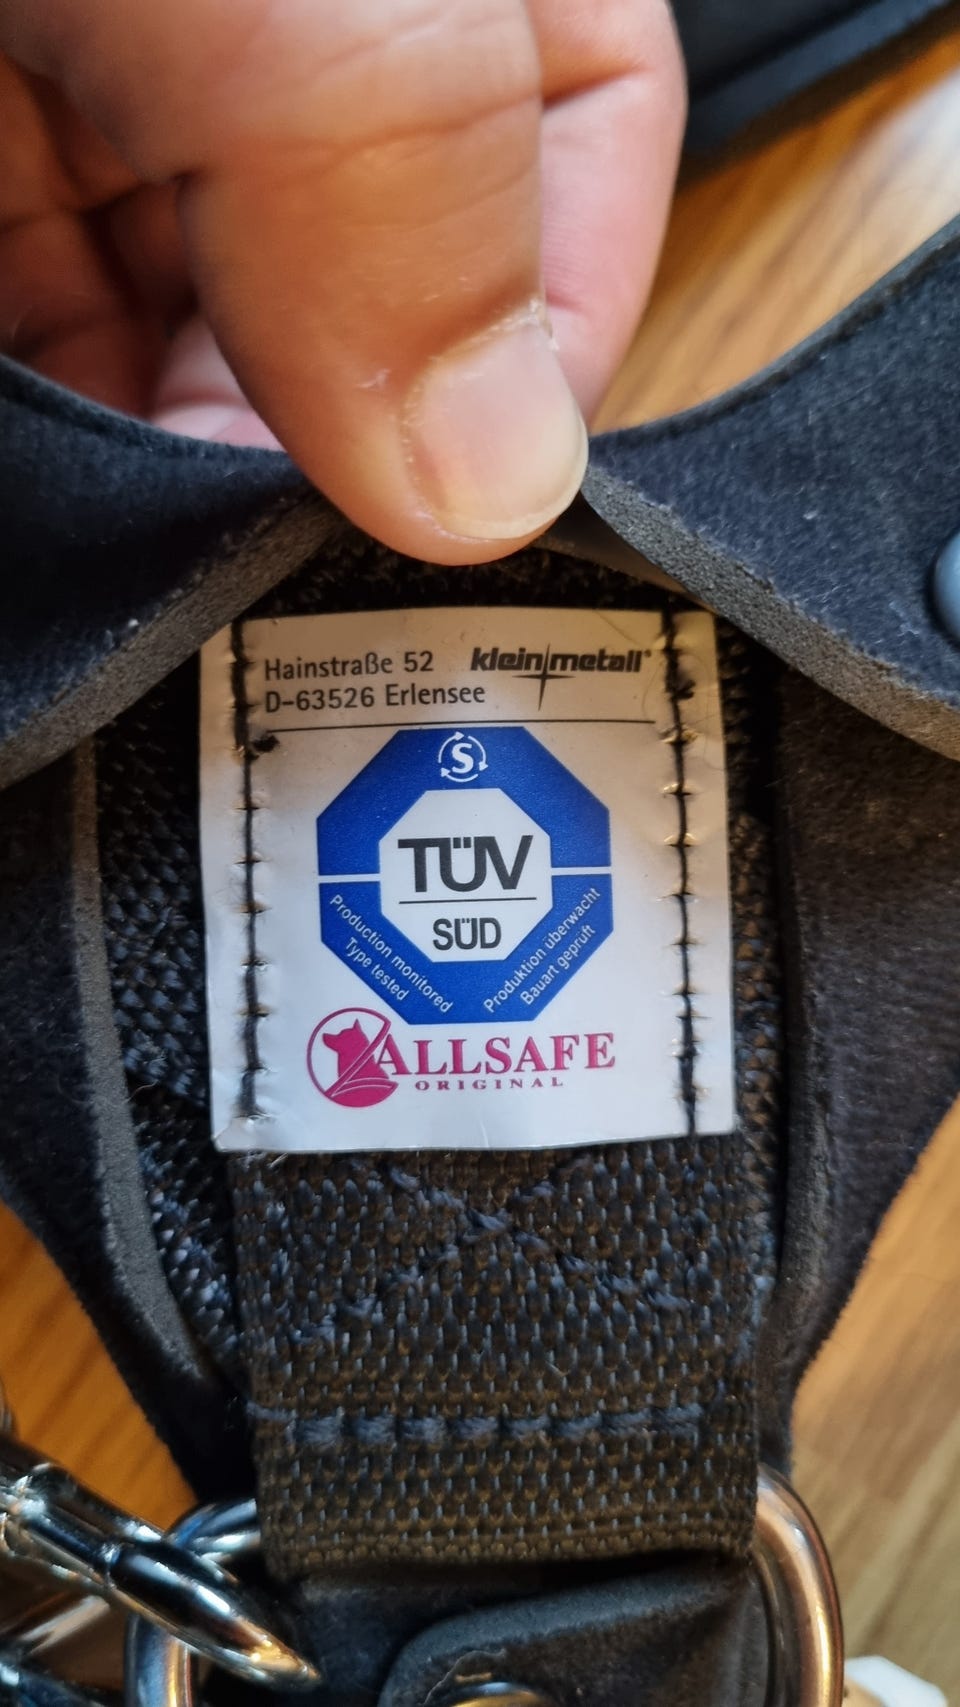 Hainstraße 52
kleinmetall®
D-63526 Erlensee
S
TÜV
SÜD
Production monitored
Type tested
Produktion überwacht
Bauart geprüft
ALLSAFE
ORIGINAL